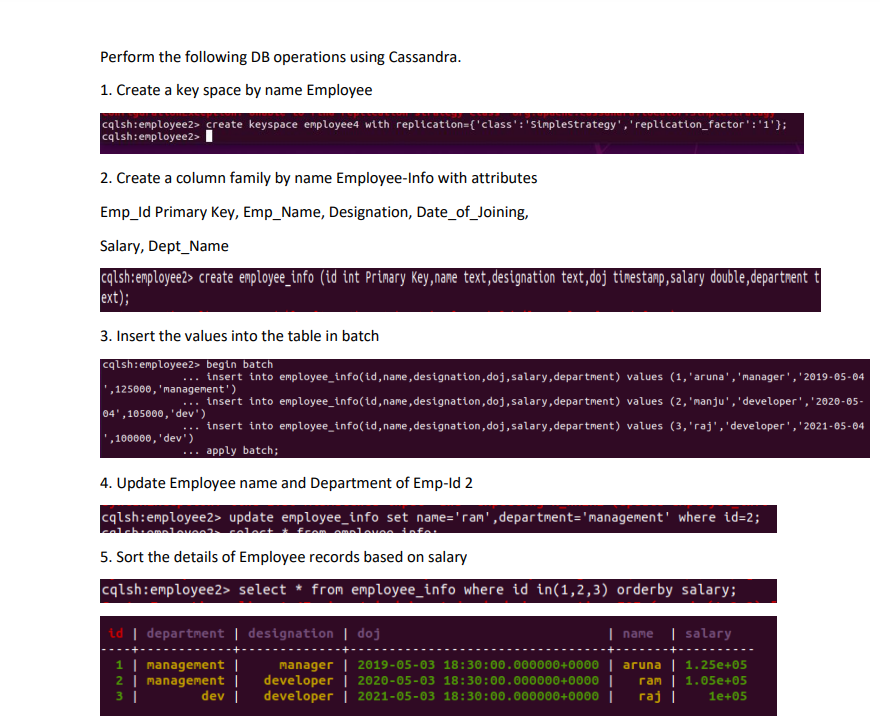 Perform the following DB operations using Cassandra.
1. Create a key space by name Employee
cqlsh:employee2> create keyspace employee4 with replication={'class':'SimpleStrategy','replication_factor':'1'};
cqlsh:employee2>
2. Create a column family by name Employee-Info with attributes
Emp_Id Primary Key, Emp_Name, Designation, Date_of_Joining,
Salary, Dept_Name
cqlsh:employee2> create employee_info (id int Primary Key,name text,designation text,doj timestamp,salary double,department t
ext);
3. Insert the values into the table in batch
cqlsh:employee2> begin batch
... insert into employee_info(id,name,designation,doj,salary,department) values (1,'aruna','manager','2019-05-04
',125000,'management')
... insert into employee_info(id,name,designation,doj,salary,department) values (2,'manju','developer','2020-05-
04',105000,'dev')
... insert into employee_info(id,name,designation,doj,salary,department) values (3,'raj','developer','2021-05-04
',100000,'dev')
... apply batch;
4. Update Employee name and Department of Emp-Id 2
cqlsh:employee2> update employee_info set name='ram',department='management' where id=2;
cqlsh:employee2> select * from employee_info;
5. Sort the details of Employee records based on salary
cqlsh:employee2> select * from employee_info where id in(1,2,3) orderby salary;
id | department | designation | doj | name | salary
----+------------+-------------+---------------------------------+-------+----------
1 | management | manager | 2019-05-03 18:30:00.000000+0000 | aruna | 1.25e+05
2 | management | developer | 2020-05-03 18:30:00.000000+0000 | ram | 1.05e+05
3 | dev | developer | 2021-05-03 18:30:00.000000+0000 | raj | 1e+05